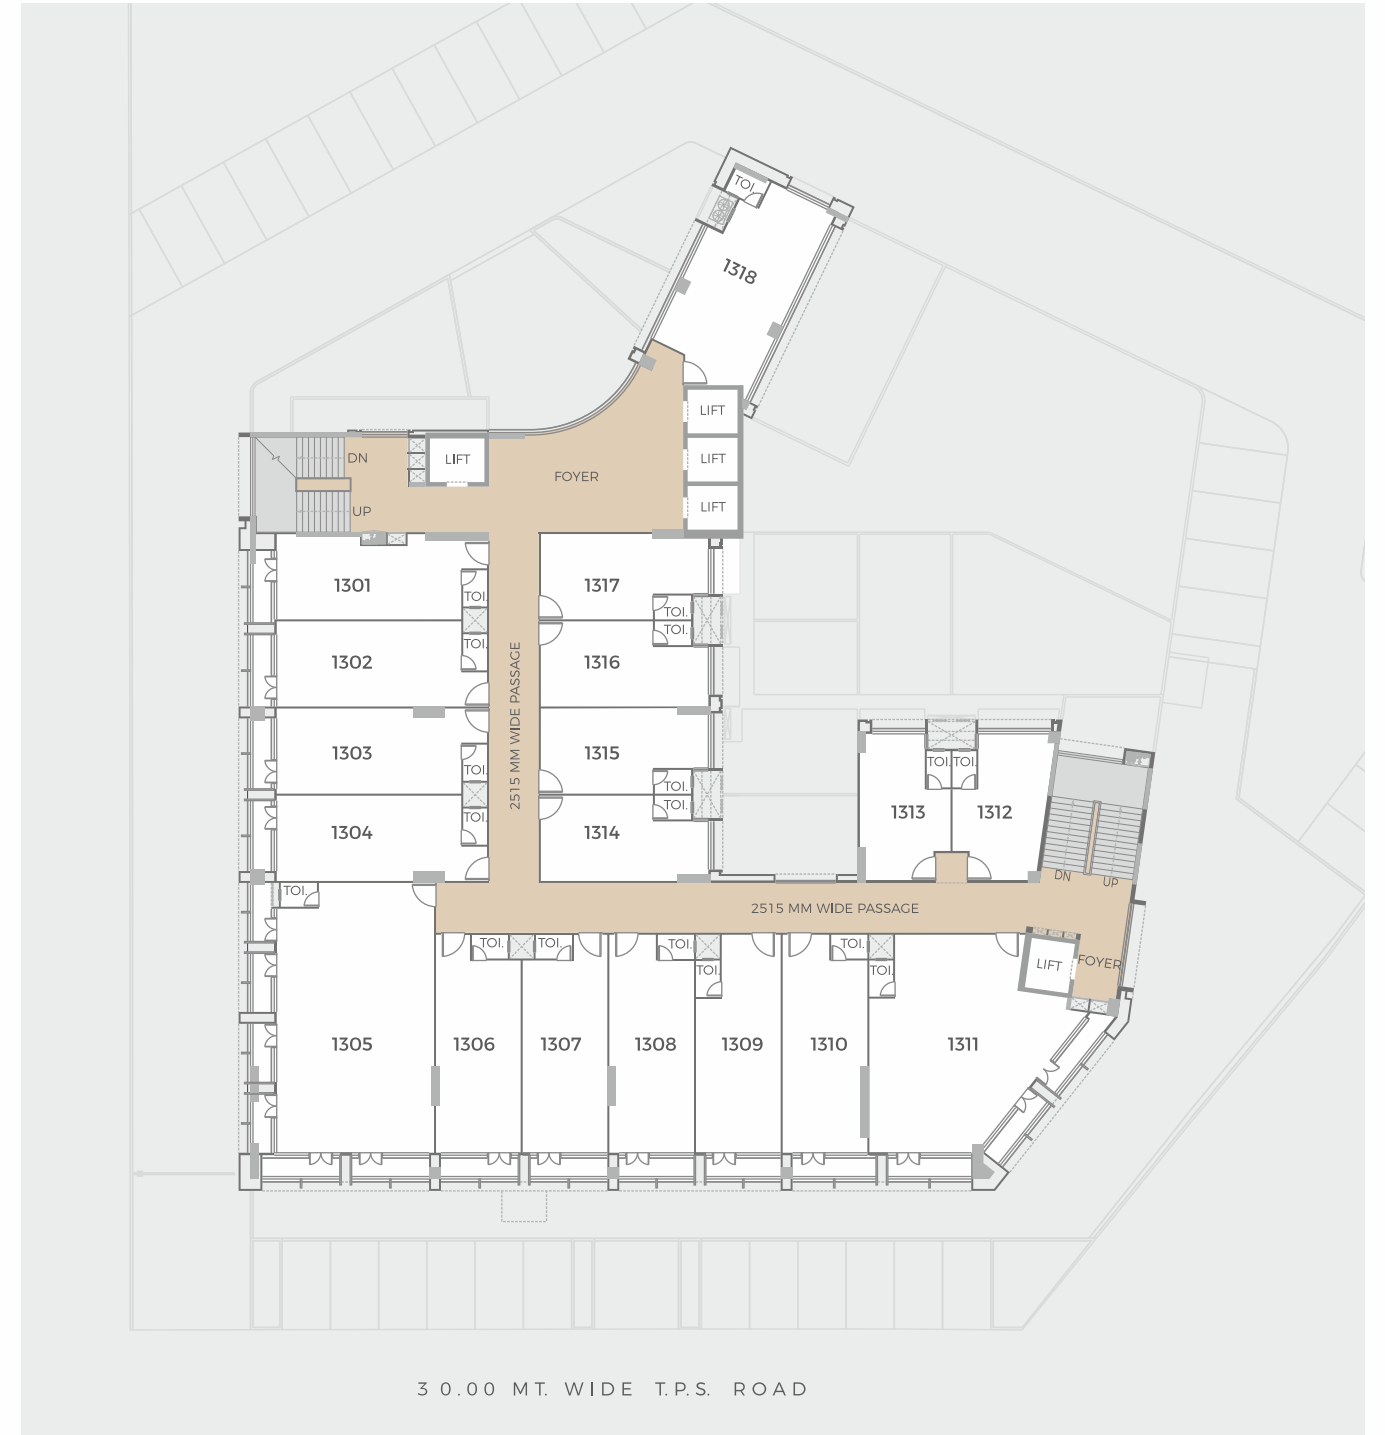 TOI.
1318
LIFT
DN
LIFT
LIFT
FOYER
UP
LIFT
1301
1317
TOI.
TOI.
TOI.
TOI.
1302
1316
2515 MM WIDE PASSAGE
1303
1315
TOI.
TOI.
TOI. TOI.
TOI.
TOI.
1304
1314
1313
1312
DN
UP
TOI.
2515 MM WIDE PASSAGE
TOI.
TOI.
TOI.
TOI.
FOYER
LIFT
TOI.
TOI.
1305
1306
1307
1308
1309
1310
1311
30.00 MT. WIDE T.P.S. ROAD